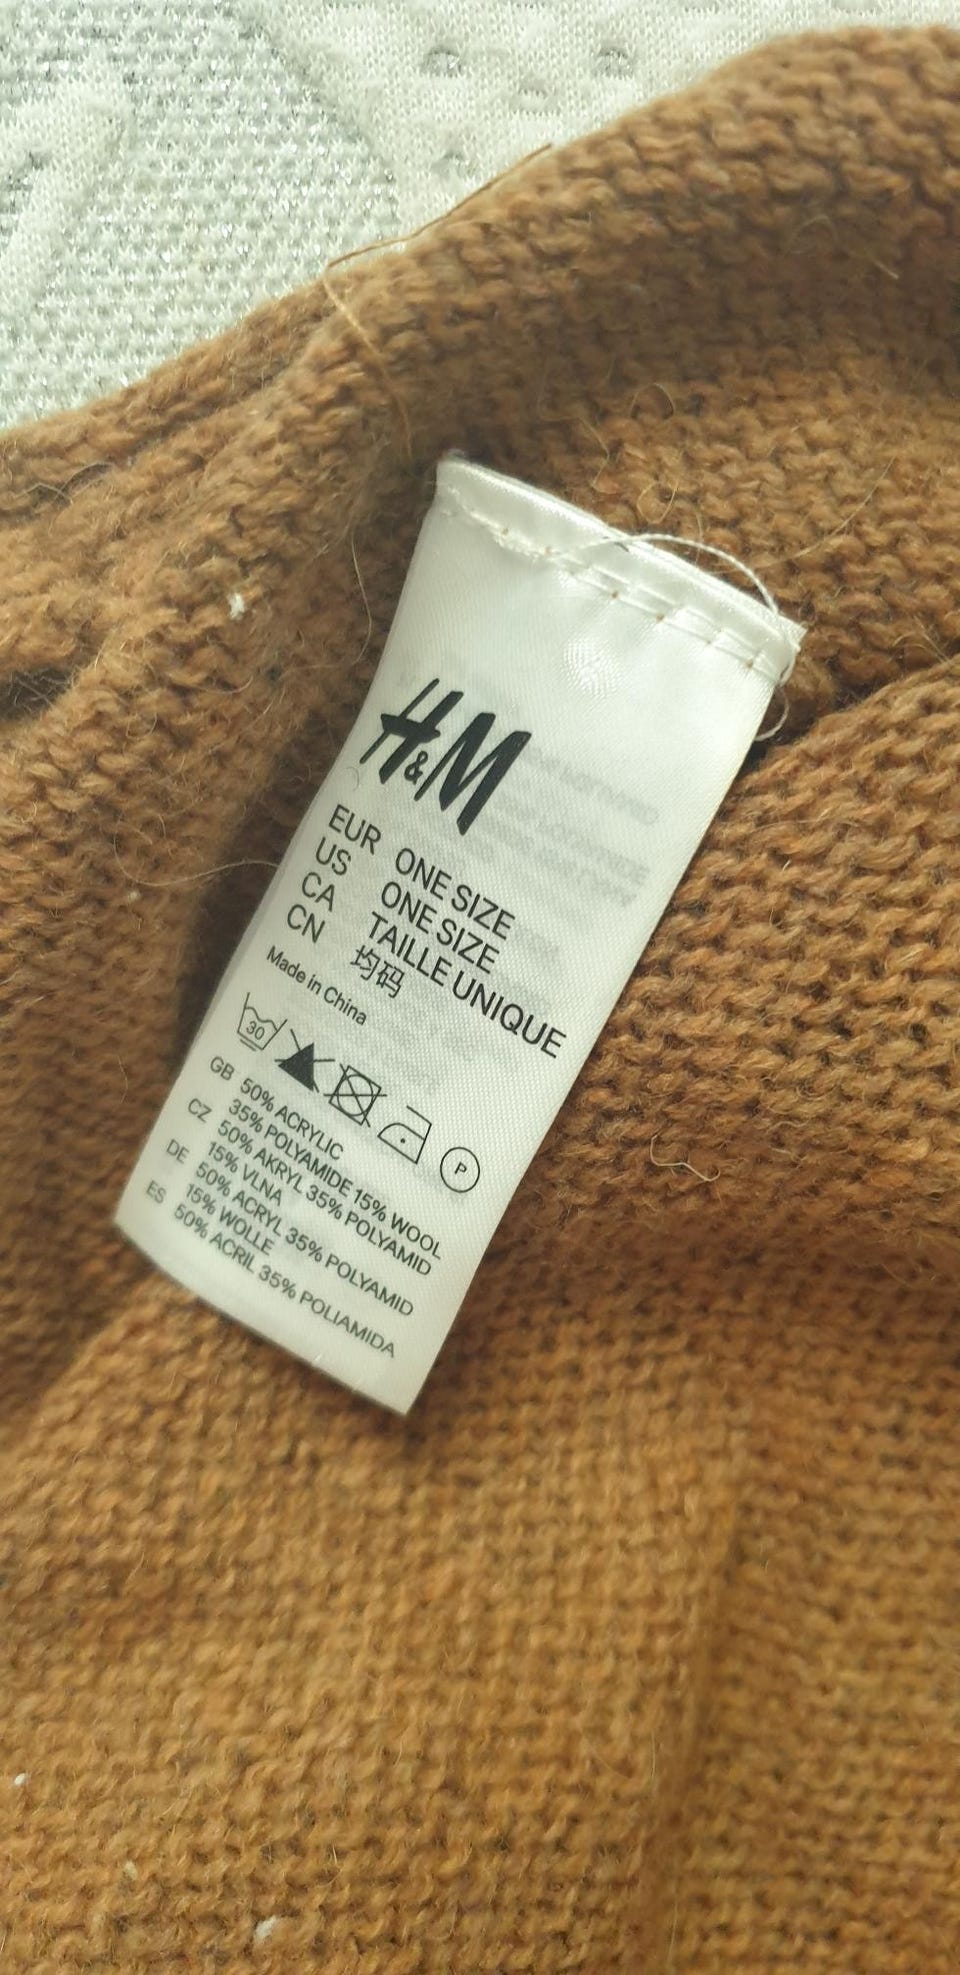 H&M
EUR ONE SIZE
US ONE SIZE
CA TAILLE UNIQUE
CN 均码
Made in China
30
P
GB 50% ACRYLIC
35% POLYAMIDE 15% WOOL
CZ 50% AKRYL 35% POLYAMID
15% VLNA
DE 50% ACRYL 35% POLYAMID
15% WOLLE
ES 50% ACRIL 35% POLIAMIDA